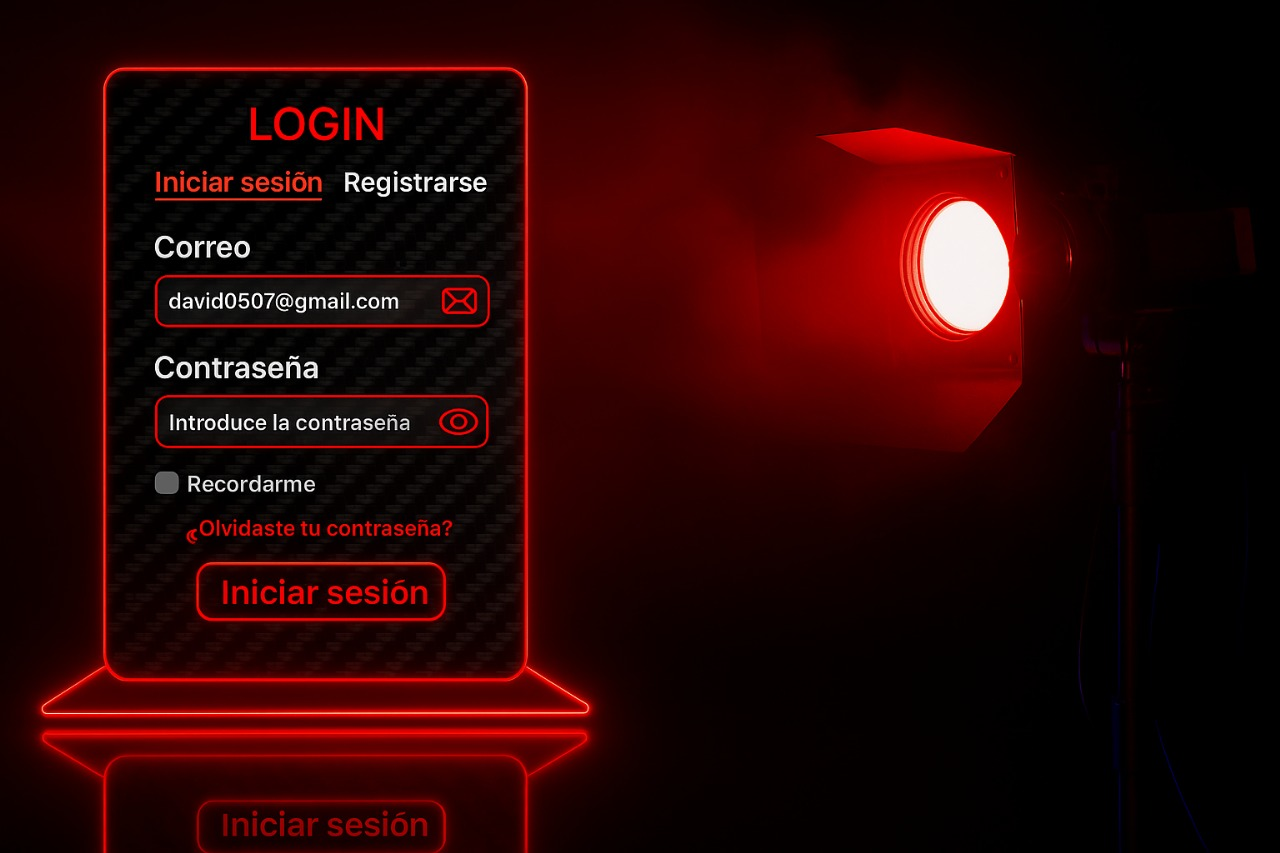 LOGIN
Iniciar sesión Registrarse
Correo
david0507@gmail.com
Contraseña
Introduce la contraseña
Recordarme
¿Olvidaste tu contraseña?
Iniciar sesión
Iniciar sesión